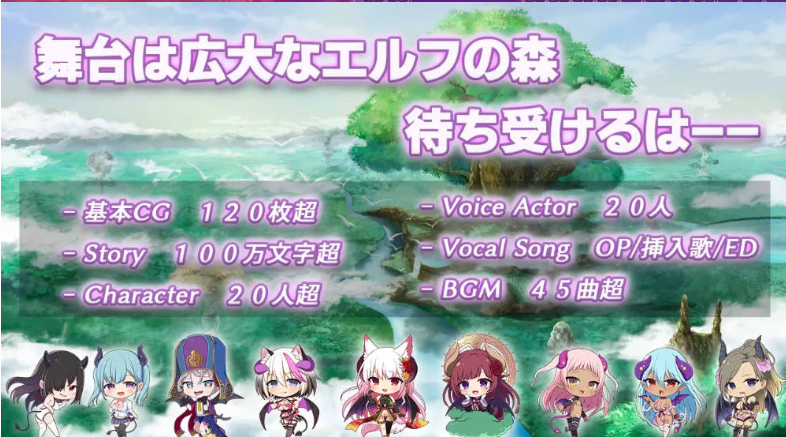 舞台は広大なエルフの森
待ち受けるはーー
－基本CG　１２０枚超
－Story　１００万文字超
－Character　２０人超
－Voice Actor　２０人
－Vocal Song　OP/挿入歌/ED
－BGM　４５曲超